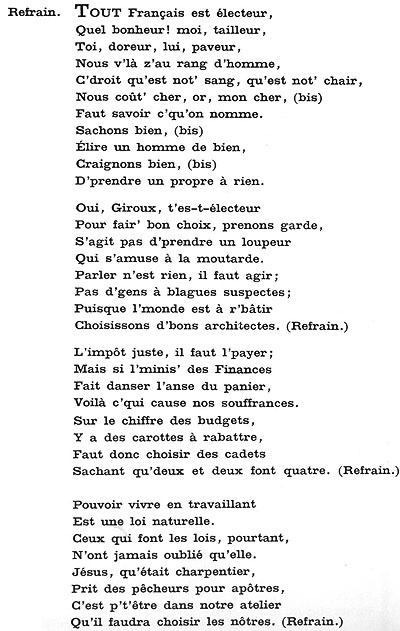 Refrain. TOUT Français est électeur,
Quel bonheur! moi, tailleur,
Toi, doreur, lui, paveur,
Nous v'là z'au rang d'homme,
C'droit qu'est not' sang, qu'est not' chair,
Nous coût' cher, or, mon cher, (bis)
Faut savoir c'qu'on nomme.
Sachons bien, (bis)
Élire un homme de bien,
Craignons bien, (bis)
D'prendre un propre à rien.
Oui, Giroux, t'es-t-électeur
Pour fair' bon choix, prenons garde,
S'agit pas d'prendre un loupeur
Qui s'amuse à la moutarde.
Parler n'est rien, il faut agir;
Pas d'gens à blagues suspectes;
Puisque l'monde est à r'bâtir
Choisissons d'bons architectes. (Refrain.)
L'impôt juste, il faut l'payer;
Mais si l'minis' des Finances
Fait danser l'anse du panier,
Voilà c'qui cause nos souffrances.
Sur le chiffre des budgets,
Y a des carottes à rabattre,
Faut donc choisir des cadets
Sachant qu'deux et deux font quatre. (Refrain.)
Pouvoir vivre en travaillant
Est une loi naturelle.
Ceux qui font les lois, pourtant,
N'ont jamais oublié qu'elle.
Jésus, qu'était charpentier,
Prit des pêcheurs pour apôtres,
C'est p't'être dans notre atelier
Qu'il faudra choisir les nôtres. (Refrain.)